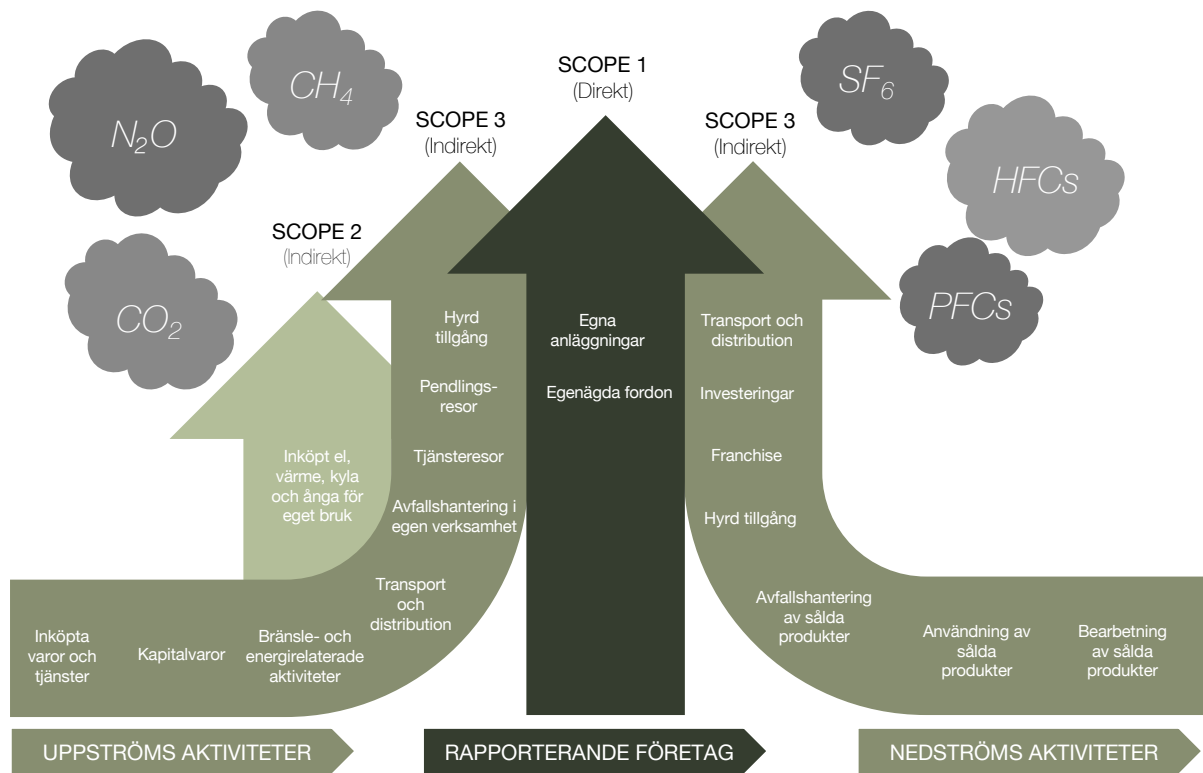 N₂O
CH₄
CO₂
SCOPE 1
(Direkt)
SCOPE 3
(Indirekt)
SCOPE 3
(Indirekt)
SCOPE 2
(Indirekt)
SF₆
HFCs
PFCs
Inköpt el,
värme, kyla
och ånga för
eget bruk
Hyrd
tillgång
Pendlings-
resor
Tjänsteresor
Avfallshantering i
egen verksamhet
Transport
och
distribution
Bränsle- och
energirelaterade
aktiviteter
Kapitalvaror
Inköpta
varor och
tjänster
Egna
anläggningar
Egenägda fordon
Transport och
distribution
Investeringar
Franchise
Hyrd tillgång
Avfallshantering
av sålda
produkter
Användning av
sålda
produkter
Bearbetning
av sålda
produkter
UPPSTRÖMS AKTIVITETER
RAPPORTERANDE FÖRETAG
NEDSTRÖMS AKTIVITETER